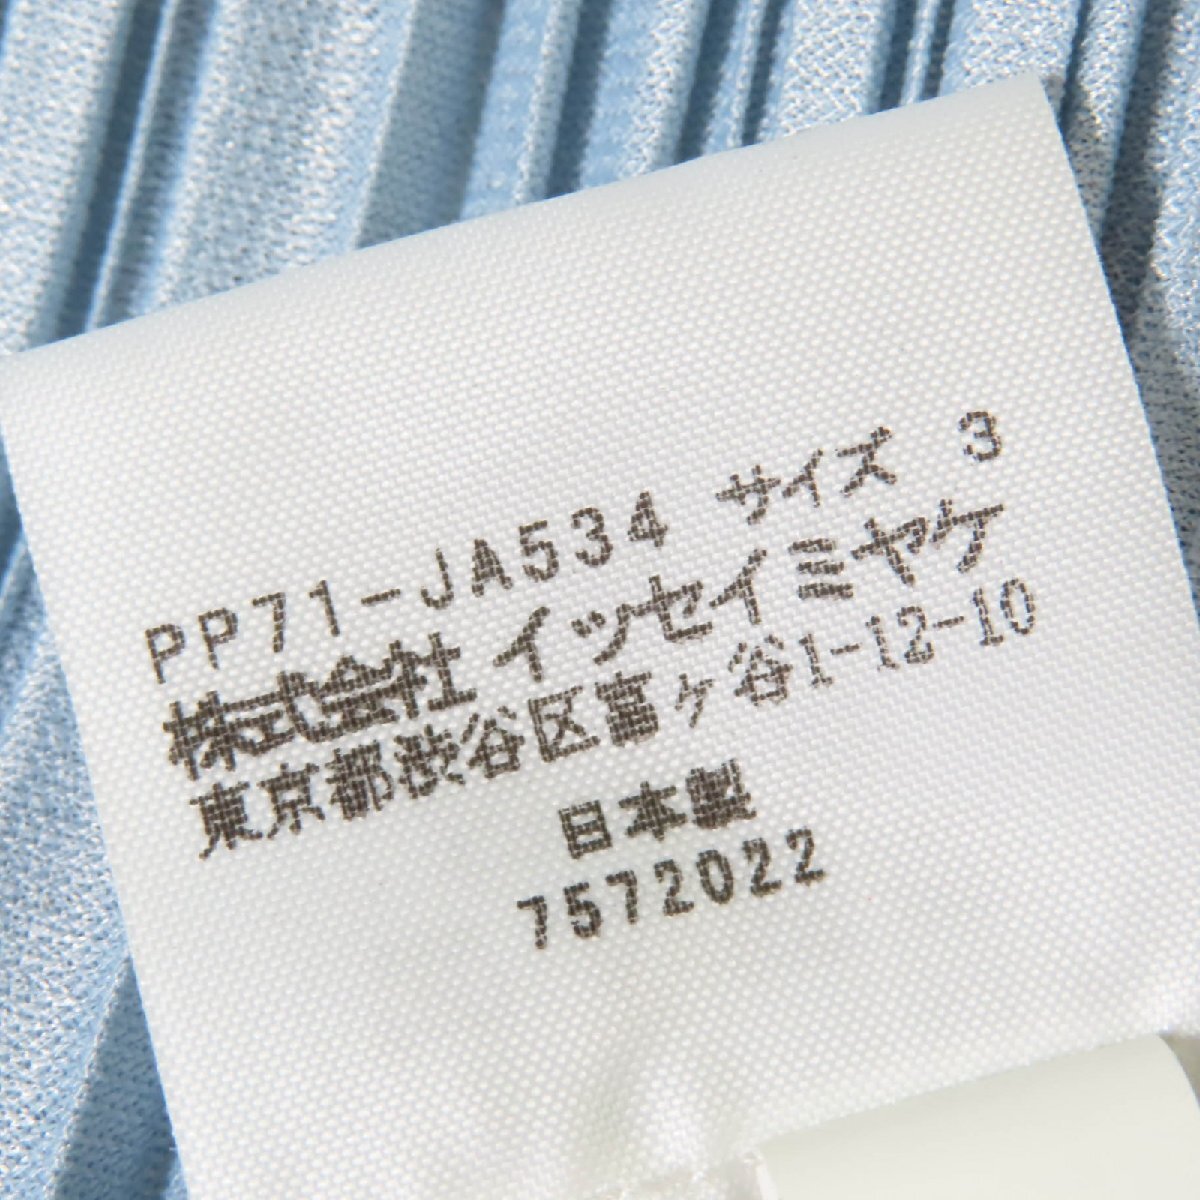 PP71-JA534 サイズ 3
株式会社 イッセイミヤケ
東京都渋谷区富ヶ谷1-12-10
日本製
7572022